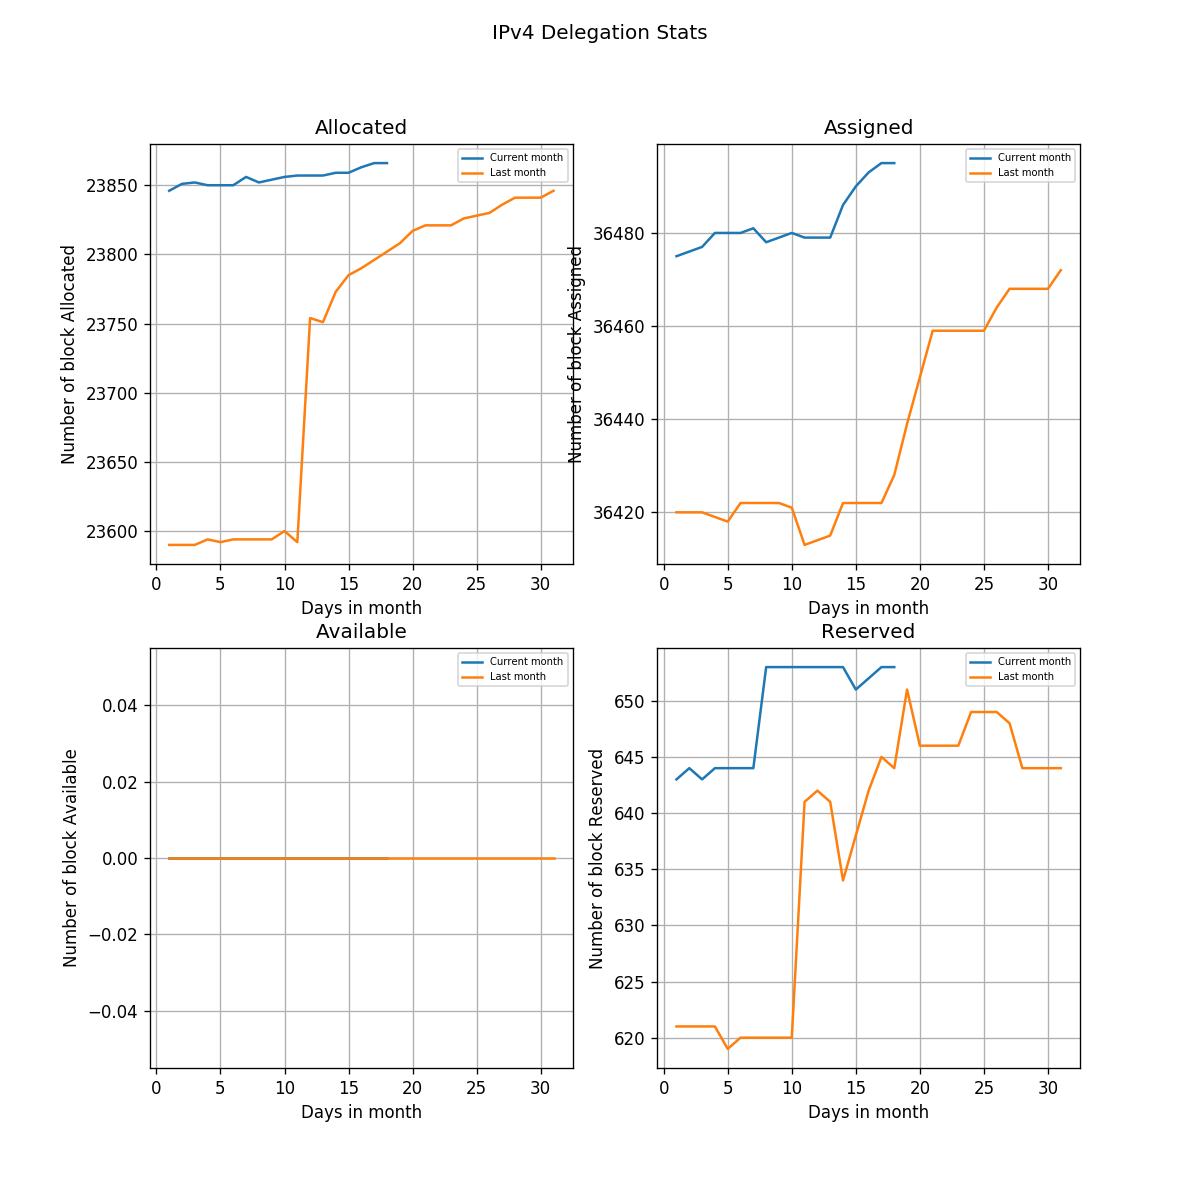 IPv4 Delegation Stats
Allocated
Number of block Allocated
23850
23800
23750
23700
23650
23600
0 5 10 15 20 25 30
Days in month
Current month
Last month
Assigned
Number of block Assigned
36480
36460
36440
36420
0 5 10 15 20 25 30
Days in month
Current month
Last month
Available
Number of block Available
0.04
0.02
0.00
−0.02
−0.04
0 5 10 15 20 25 30
Days in month
Current month
Last month
Reserved
Number of block Reserved
650
645
640
635
630
625
620
0 5 10 15 20 25 30
Days in month
Current month
Last month